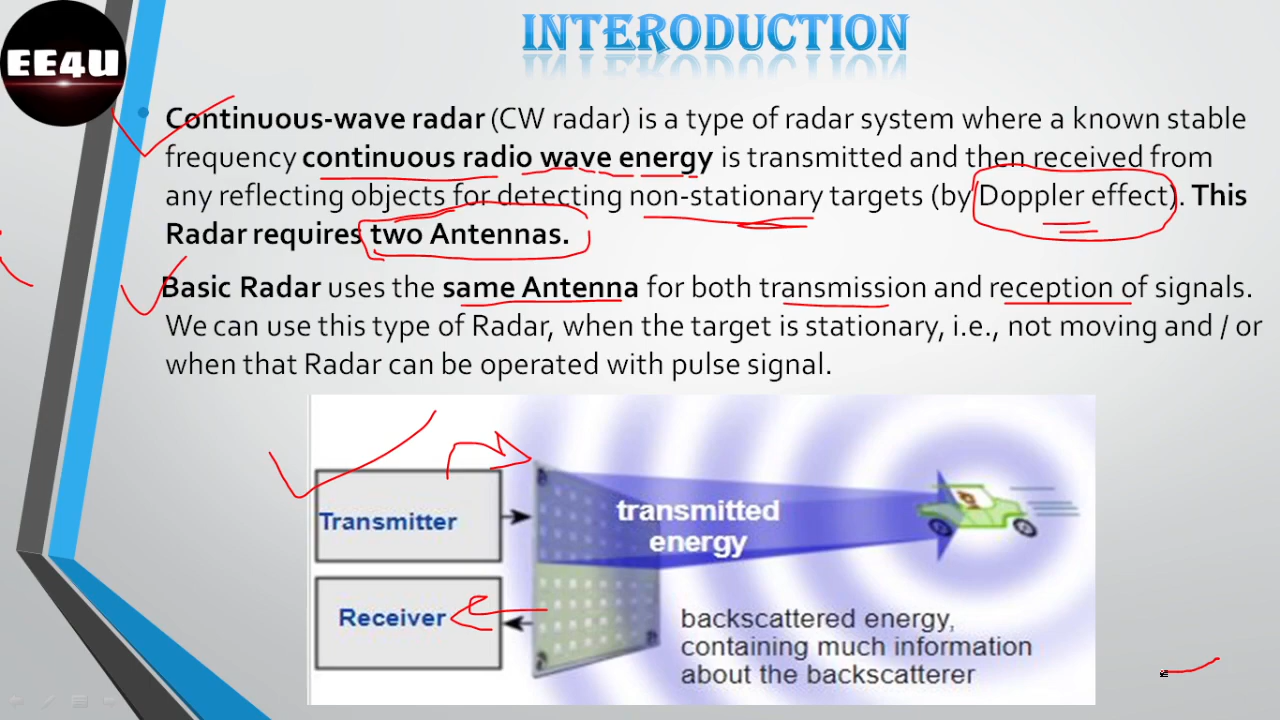 INTERODUCTION
EE4U
Continuous-wave radar (CW radar) is a type of radar system where a known stable
frequency continuous radio wave energy is transmitted and then received from
any reflecting objects for detecting non-stationary targets (by Doppler effect). This
Radar requires two Antennas.
Basic Radar uses the same Antenna for both transmission and reception of signals.
We can use this type of Radar, when the target is stationary, i.e., not moving and / or
when that Radar can be operated with pulse signal.
Transmitter
transmitted
energy
Receiver
backscattered energy,
containing much information
about the backscatterer